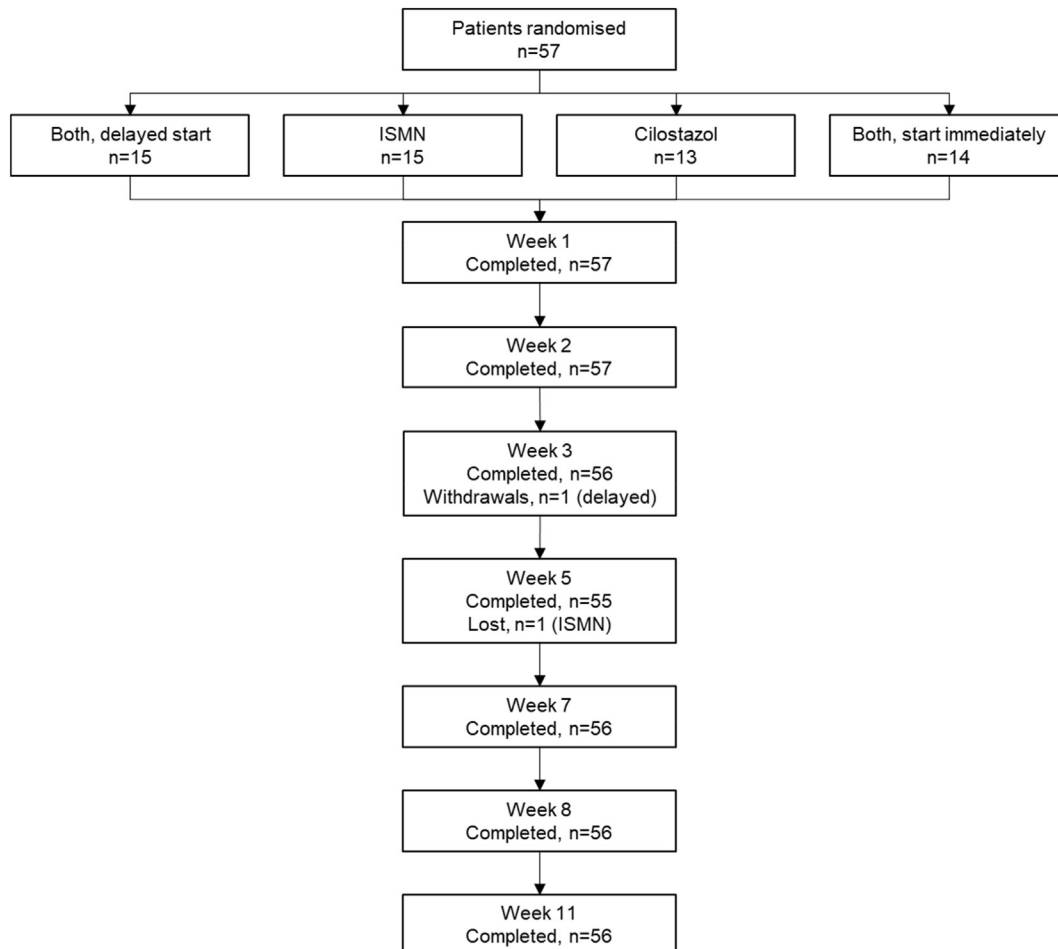 Patients randomised
n=57
Both, delayed start
n=15
ISMN
n=15
Cilostazol
n=13
Both, start immediately
n=14
Week 1
Completed, n=57
Week 2
Completed, n=57
Week 3
Completed, n=56
Withdrawals, n=1 (delayed)
Week 5
Completed, n=55
Lost, n=1 (ISMN)
Week 7
Completed, n=56
Week 8
Completed, n=56
Week 11
Completed, n=56